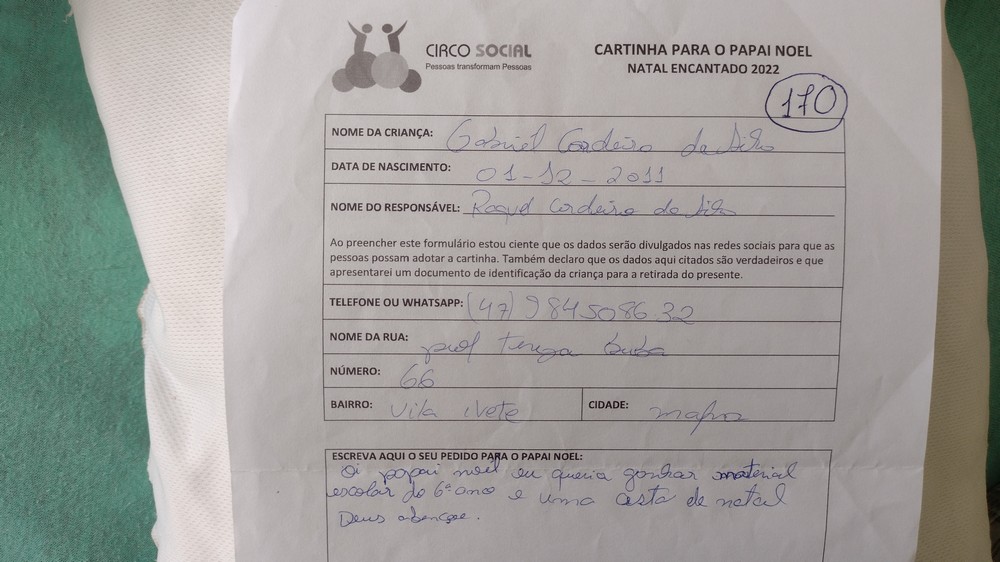 CIRCO SOCIAL
Pessoas transformam Pessoas
CARTINHA PARA O PAPAI NOEL
NATAL ENCANTADO 2022
170
NOME DA CRIANÇA: Gabriel Cordeiro da Silva
DATA DE NASCIMENTO: 01-12-2011
NOME DO RESPONSÁVEL: Raquel Cordeiro da Silva
Ao preencher este formulário estou ciente que os dados serão divulgados nas redes sociais para que as
pessoas possam adotar a cartinha. Também declaro que os dados aqui citados são verdadeiros e que
apresentarei um documento de identificação da criança para a retirada do presente.
TELEFONE OU WHATSAPP: (47) 984508632
NOME DA RUA: prof
NÚMERO: 66
BAIRRO: Vila ivete
CIDADE: mafra
ESCREVA AQUI O SEU PEDIDO PARA O PAPAI NOEL:
Oi papai noel eu queria ganhar material
escolar do 6º ano e uma cesta de natal
Deus abençoe.